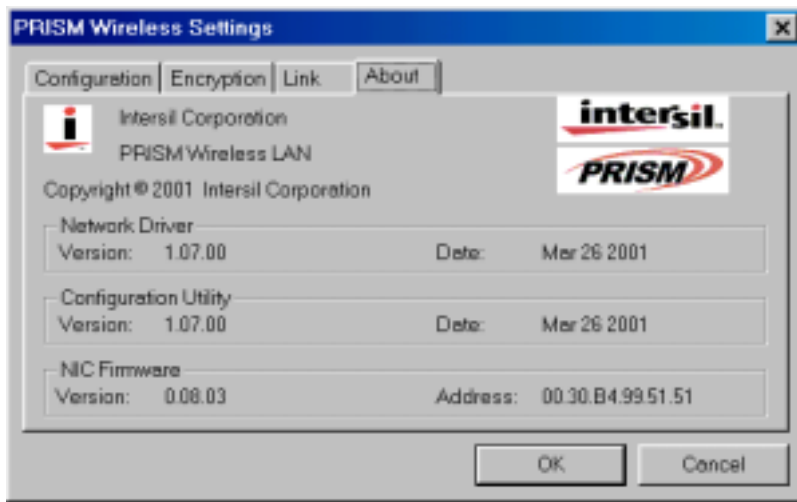 PRISM Wireless Settings
Configuration Encryption Link About
i Intersil Corporation
PRISM Wireless LAN
intersil.
PRISM
Copyright © 2001 Intersil Corporation
Network Driver
Version: 1.07.00 Date: Mar 26 2001
Configuration Utility
Version: 1.07.00 Date: Mar 26 2001
NIC Firmware
Version: 0.08.03 Address: 00.30.B4.99.51.51
OK Cancel